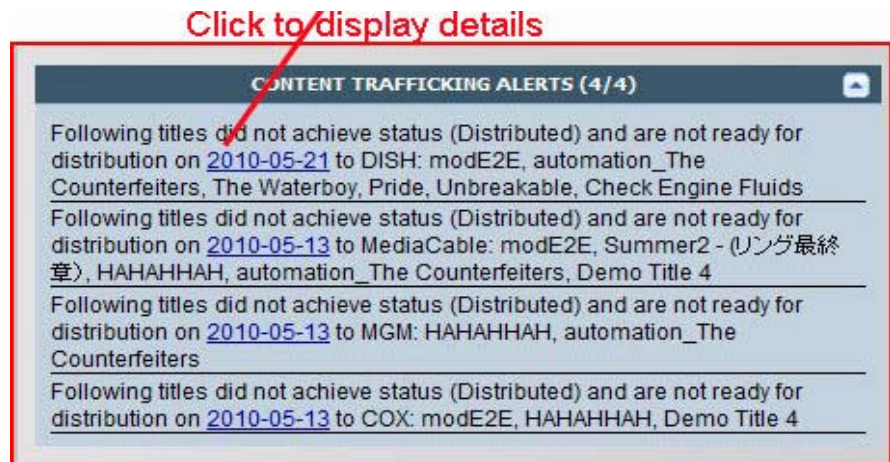 Click to display details
CONTENT TRAFFICKING ALERTS (4/4)
Following titles did not achieve status (Distributed) and are not ready for
distribution on 2010-05-21 to DISH: modE2E, automation_The
Counterfeiters, The Waterboy, Pride, Unbreakable, Check Engine Fluids
Following titles did not achieve status (Distributed) and are not ready for
distribution on 2010-05-13 to MediaCable: modE2E, Summer2 - (リング最終
章), HAHAHHAH, automation_The Counterfeiters, Demo Title 4
Following titles did not achieve status (Distributed) and are not ready for
distribution on 2010-05-13 to MGM: HAHAHHAH, automation_The
Counterfeiters
Following titles did not achieve status (Distributed) and are not ready for
distribution on 2010-05-13 to COX: modE2E, HAHAHHAH, Demo Title 4